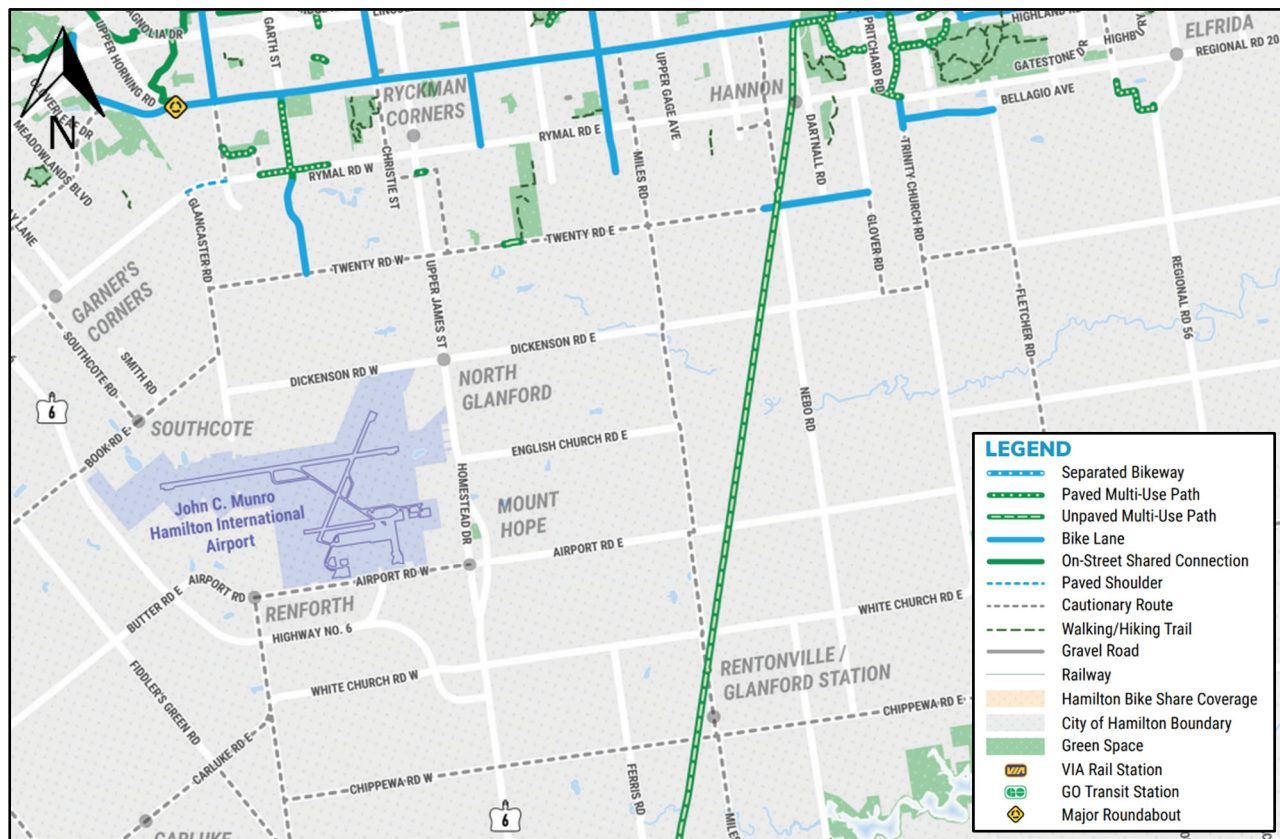 MAGNOLIA DR
UPPER HORNING RD
GARTH ST
ELFRIDA
REGIONAL RD 20
GATESTONE DR
PRITCHARD RD
UPPER GAGE AVE
HANNON
BELLAGIO AVE
RYCKMAN
CORNERS
CLOVERLEAF DR
N
MEADOWLANDS BLVD
RYMAL RD E
DARTNALL RD
TRINITY CHURCH RD
RYMAL RD W
CHRISTIE ST
MILES RD
GLANCASTER RD
GLOVER RD
TWENTY RD E
TWENTY RD W
GARNER'S
CORNERS
UPPER JAMES ST
REGIONAL RD 56
FLETCHER RD
SOUTHCOTE RD
SMITH RD
DICKENSON RD E
DICKENSON RD W
NORTH
GLANFORD
6
NEBO RD
SOUTHCOTE
BOOK RD E
ENGLISH CHURCH RD E
HOMESTEAD DR
MOUNT
HOPE
John C. Munro
Hamilton International
Airport
AIRPORT RD E
AIRPORT RD W
AIRPORT RD
BUTTER RD E
RENFORTH
HIGHWAY NO. 6
WHITE CHURCH RD E
WHITE CHURCH RD W
RENTONVILLE /
GLANFORD STATION
FIDDLER'S GREEN RD
CHIPPEWA RD E
CARLUKE RD E
CHIPPEWA RD W
FERRIS RD
MILES
6
CARLUKE
LEGEND
Separated Bikeway
Paved Multi-Use Path
Unpaved Multi-Use Path
Bike Lane
On-Street Shared Connection
Paved Shoulder
Cautionary Route
Walking/Hiking Trail
Gravel Road
Railway
Hamilton Bike Share Coverage
City of Hamilton Boundary
Green Space
VIA VIA Rail Station
GO GO Transit Station
Major Roundabout